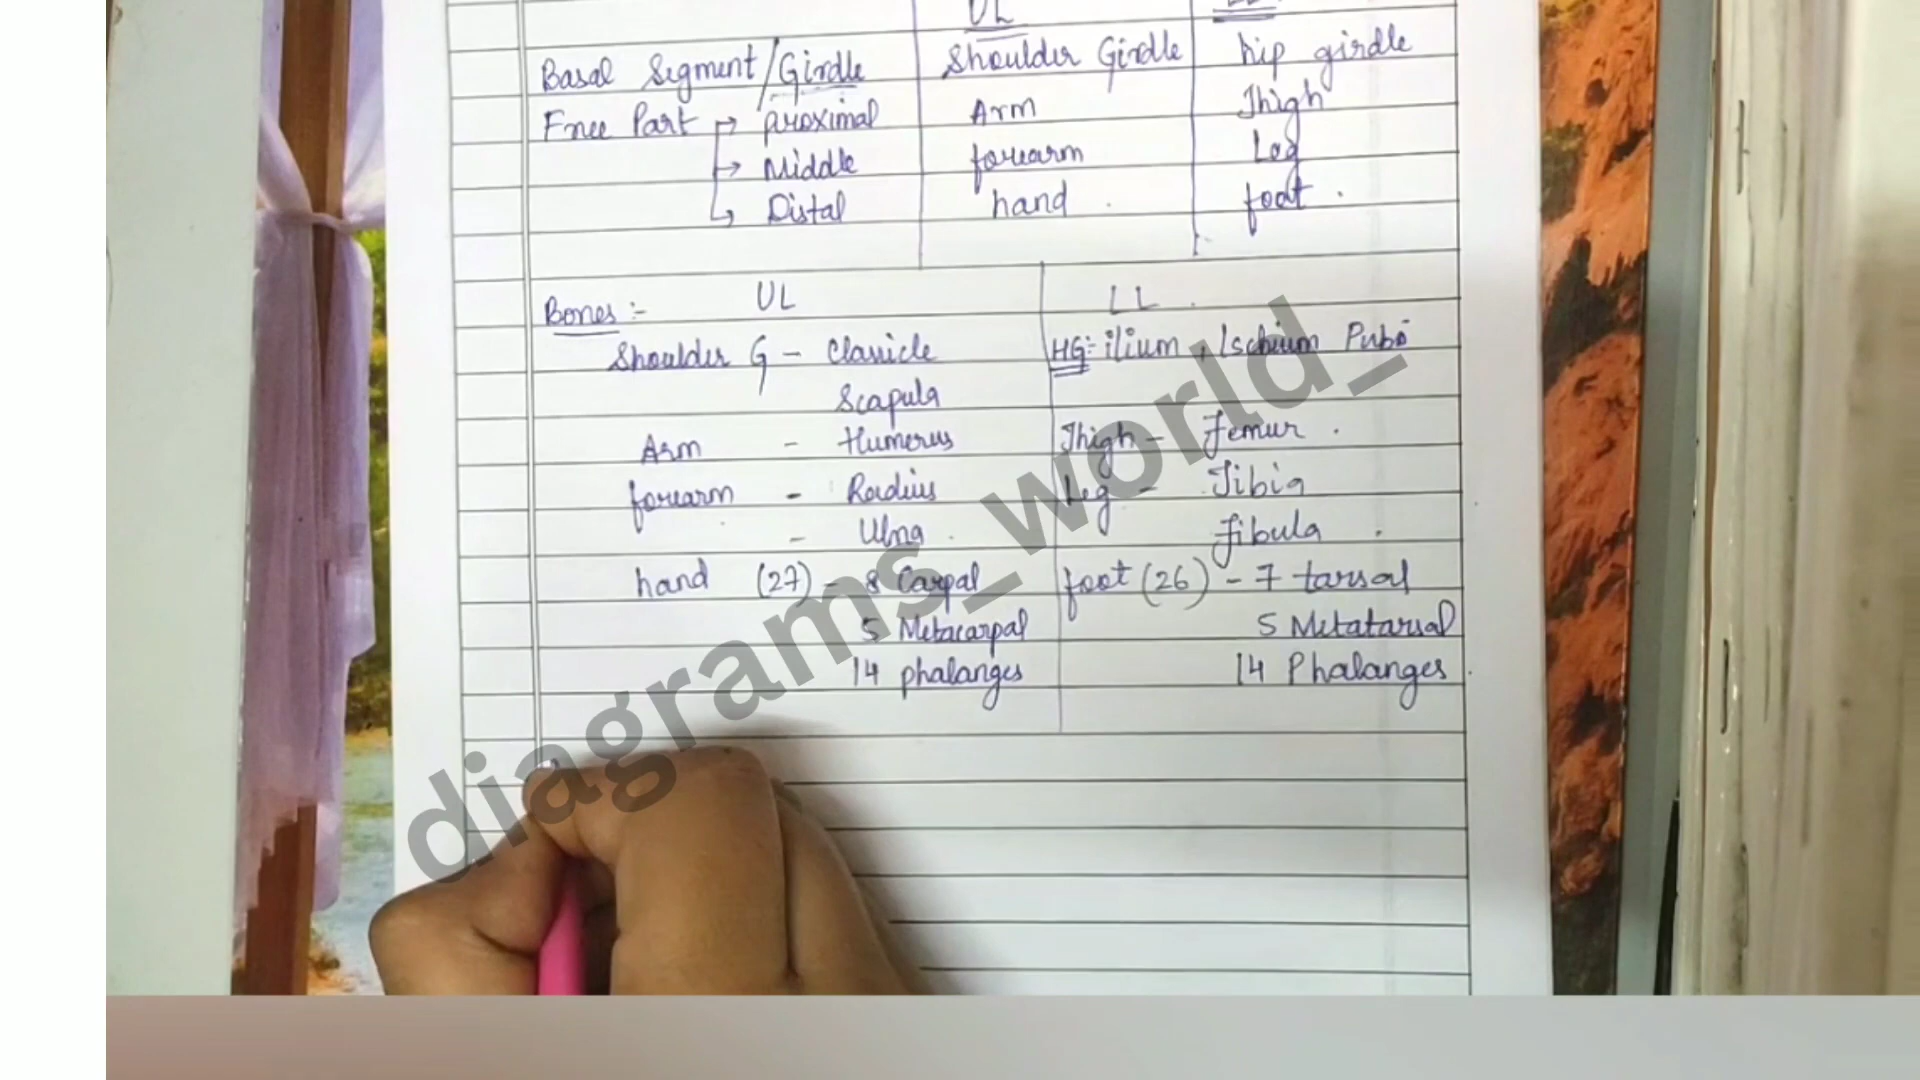 UL LL
Basal Segment/Girdle Shoulder Girdle hip girdle
Free Part → proximal Arm Thigh
→ Middle forearm Leg
→ Distal hand . foot .
Bones :- UL LL .
Shoulder G - Clavicle HG :- ilium , Ischium Pubis
Scapula
Arm - Humerus Thigh - Femur .
forearm - Radius Leg - Tibia
- Ulna . fibula .
hand (27) - 8 Carpal foot (26) - 7 tarsal
5 Metacarpal 5 Metatarsal
14 phalanges 14 Phalanges .
diagrams_world_